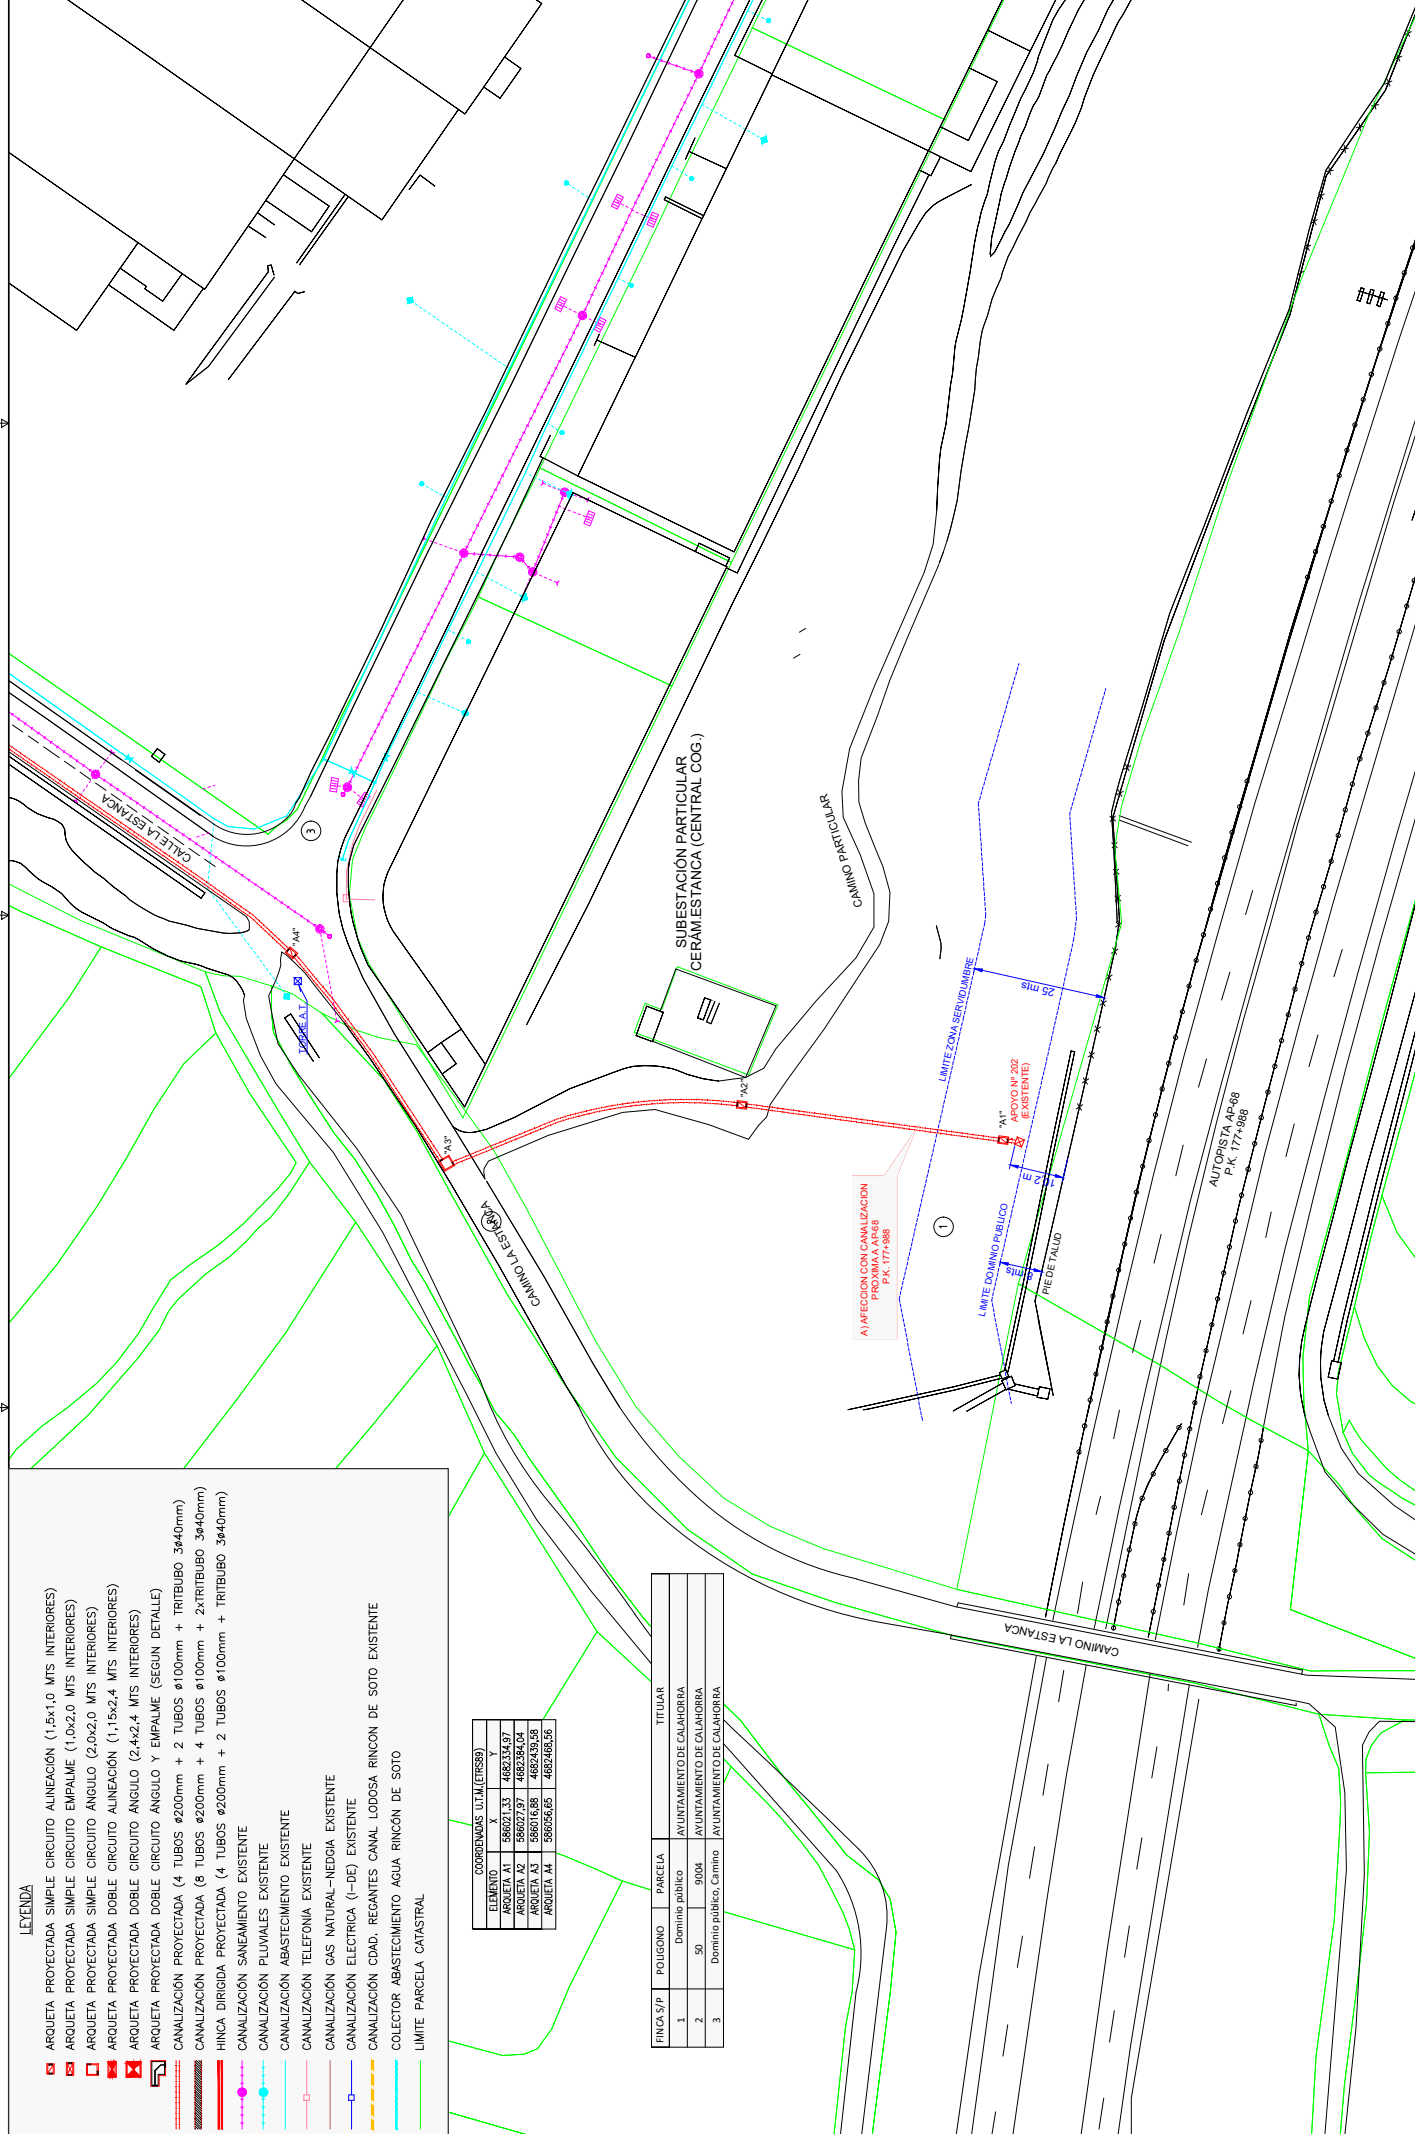 LEYENDA
ARQUETA PROYECTADA SIMPLE CIRCUITO ALINEACIÓN (1,5x1,0 MTS INTERIORES)
ARQUETA PROYECTADA SIMPLE CIRCUITO EMPALME (1,0x2,0 MTS INTERIORES)
ARQUETA PROYECTADA SIMPLE CIRCUITO ÁNGULO (2,0x2,0 MTS INTERIORES)
ARQUETA PROYECTADA DOBLE CIRCUITO ALINEACIÓN (1,15x2,4 MTS INTERIORES)
ARQUETA PROYECTADA DOBLE CIRCUITO ÁNGULO (2,4x2,4 MTS INTERIORES)
ARQUETA PROYECTADA DOBLE CIRCUITO ÁNGULO Y EMPALME (SEGUN DETALLE)
CANALIZACIÓN PROYECTADA (4 TUBOS ø200mm + 2 TUBOS ø100mm + TRITBUBO 3ø40mm)
CANALIZACIÓN PROYECTADA (8 TUBOS ø200mm + 4 TUBOS ø100mm + 2xTRITBUBO 3ø40mm)
HINCA DIRIGIDA PROYECTADA (4 TUBOS ø200mm + 2 TUBOS ø100mm + TRITBUBO 3ø40mm)
CANALIZACIÓN SANEAMIENTO EXISTENTE
CANALIZACIÓN PLUVIALES EXISTENTE
CANALIZACIÓN ABASTECIMIENTO EXISTENTE
CANALIZACIÓN TELEFONÍA EXISTENTE
CANALIZACIÓN GAS NATURAL-NEDGIA EXISTENTE
CANALIZACIÓN ELECTRICA (I-DE) EXISTENTE
CANALIZACIÓN CDAD. REGANTES CANAL LODOSA RINCON DE SOTO EXISTENTE
COLECTOR ABASTECIMIENTO AGUA RINCÓN DE SOTO
LIMITE PARCELA CATASTRAL
COORDENADAS U.T.M.(ETRS89)
ELEMENTO X Y
ARQUETA A1 586021,33 4682334,97
ARQUETA A2 586027,97 4682384,04
ARQUETA A3 586016,88 4682439,58
ARQUETA A4 586056,65 4682468,56
FINCA S/P POLIGONO PARCELA TITULAR
1 Dominio público AYUNTAMIENTO DE CALAHORRA
2 50 9004 AYUNTAMIENTO DE CALAHORRA
3 Dominio público, Camino AYUNTAMIENTO DE CALAHORRA
CALLE LA ESTANCA
3
"A4"
TORRE A.T.
"A3"
CAMINO LA ESTANCA
SUBESTACIÓN PARTICULAR
CERÁM.ESTANCA (CENTRAL COG.)
CAMINO PARTICULAR
"A2"
LIMITE ZONA SERVIDUMBRE
25 mts
"A1"
APOYO Nº 202
(EXISTENTE)
A) AFECCION CON CANALIZACION
PROXIMA A AP-68
P.K. 177+988
1
LIMITE DOMINIO PUBLICO
8 mts
PIE DE TALUD
AUTOPISTA AP-68
P.K. 177+988
CAMINO LA ESTANCA